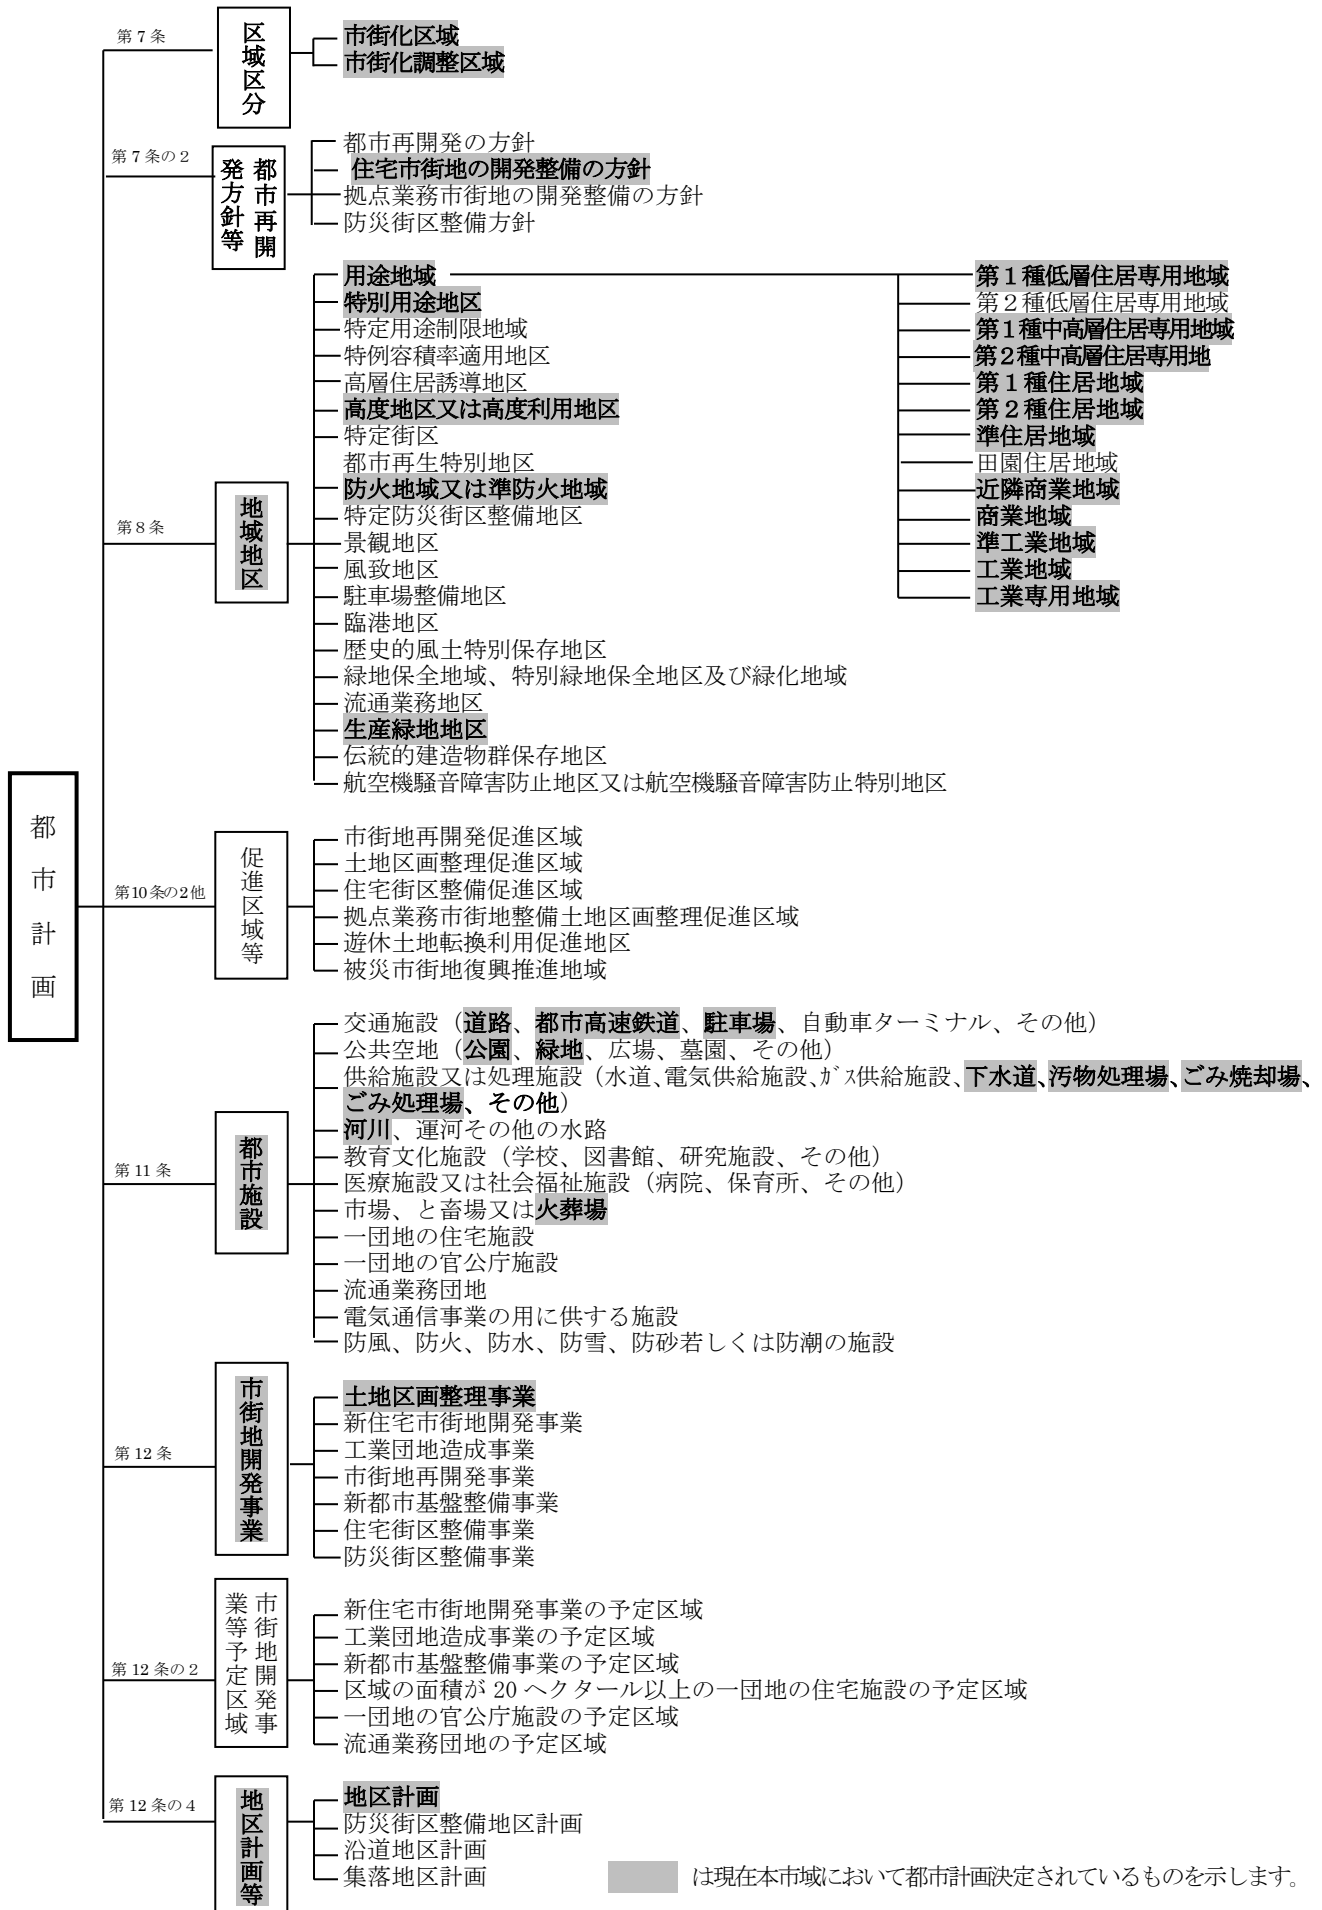 都市計画
第7条
区域区分
市街化区域
市街化調整区域
第7条の2
都市再開発方針等
都市再開発の方針
住宅市街地の開発整備の方針
拠点業務市街地の開発整備の方針
防災街区整備方針
第8条
地域地区
用途地域
特別用途地区
特定用途制限地域
特例容積率適用地区
高層住居誘導地区
高度地区又は高度利用地区
特定街区
都市再生特別地区
防火地域又は準防火地域
特定防災街区整備地区
景観地区
風致地区
駐車場整備地区
臨港地区
歴史的風土特別保存地区
緑地保全地域、特別緑地保全地区及び緑化地域
流通業務地区
生産緑地地区
伝統的建造物群保存地区
航空機騒音障害防止地区又は航空機騒音障害防止特別地区
第1種低層住居専用地域
第2種低層住居専用地域
第1種中高層住居専用地域
第2種中高層住居専用地
第1種住居地域
第2種住居地域
準住居地域
田園住居地域
近隣商業地域
商業地域
準工業地域
工業地域
工業専用地域
第10条の2他
促進区域等
市街地再開発促進区域
土地区画整理促進区域
住宅街区整備促進区域
拠点業務市街地整備土地区画整理促進区域
遊休土地転換利用促進地区
被災市街地復興推進地域
第11条
都市施設
交通施設（道路、都市高速鉄道、駐車場、自動車ターミナル、その他）
公共空地（公園、緑地、広場、墓園、その他）
供給施設又は処理施設（水道、電気供給施設、ガス供給施設、下水道、汚物処理場、ごみ焼却場、
ごみ処理場、その他）
河川、運河その他の水路
教育文化施設（学校、図書館、研究施設、その他）
医療施設又は社会福祉施設（病院、保育所、その他）
市場、と畜場又は火葬場
一団地の住宅施設
一団地の官公庁施設
流通業務団地
電気通信事業の用に供する施設
防風、防火、防水、防雪、防砂若しくは防潮の施設
第12条
市街地開発事業
土地区画整理事業
新住宅市街地開発事業
工業団地造成事業
市街地再開発事業
新都市基盤整備事業
住宅街区整備事業
防災街区整備事業
第12条の2
市街地開発事業等予定区域
新住宅市街地開発事業の予定区域
工業団地造成事業の予定区域
新都市基盤整備事業の予定区域
区域の面積が20ヘクタール以上の一団地の住宅施設の予定区域
一団地の官公庁施設の予定区域
流通業務団地の予定区域
第12条の4
地区計画等
地区計画
防災街区整備地区計画
沿道地区計画
集落地区計画
は現在本市域において都市計画決定されているものを示します。